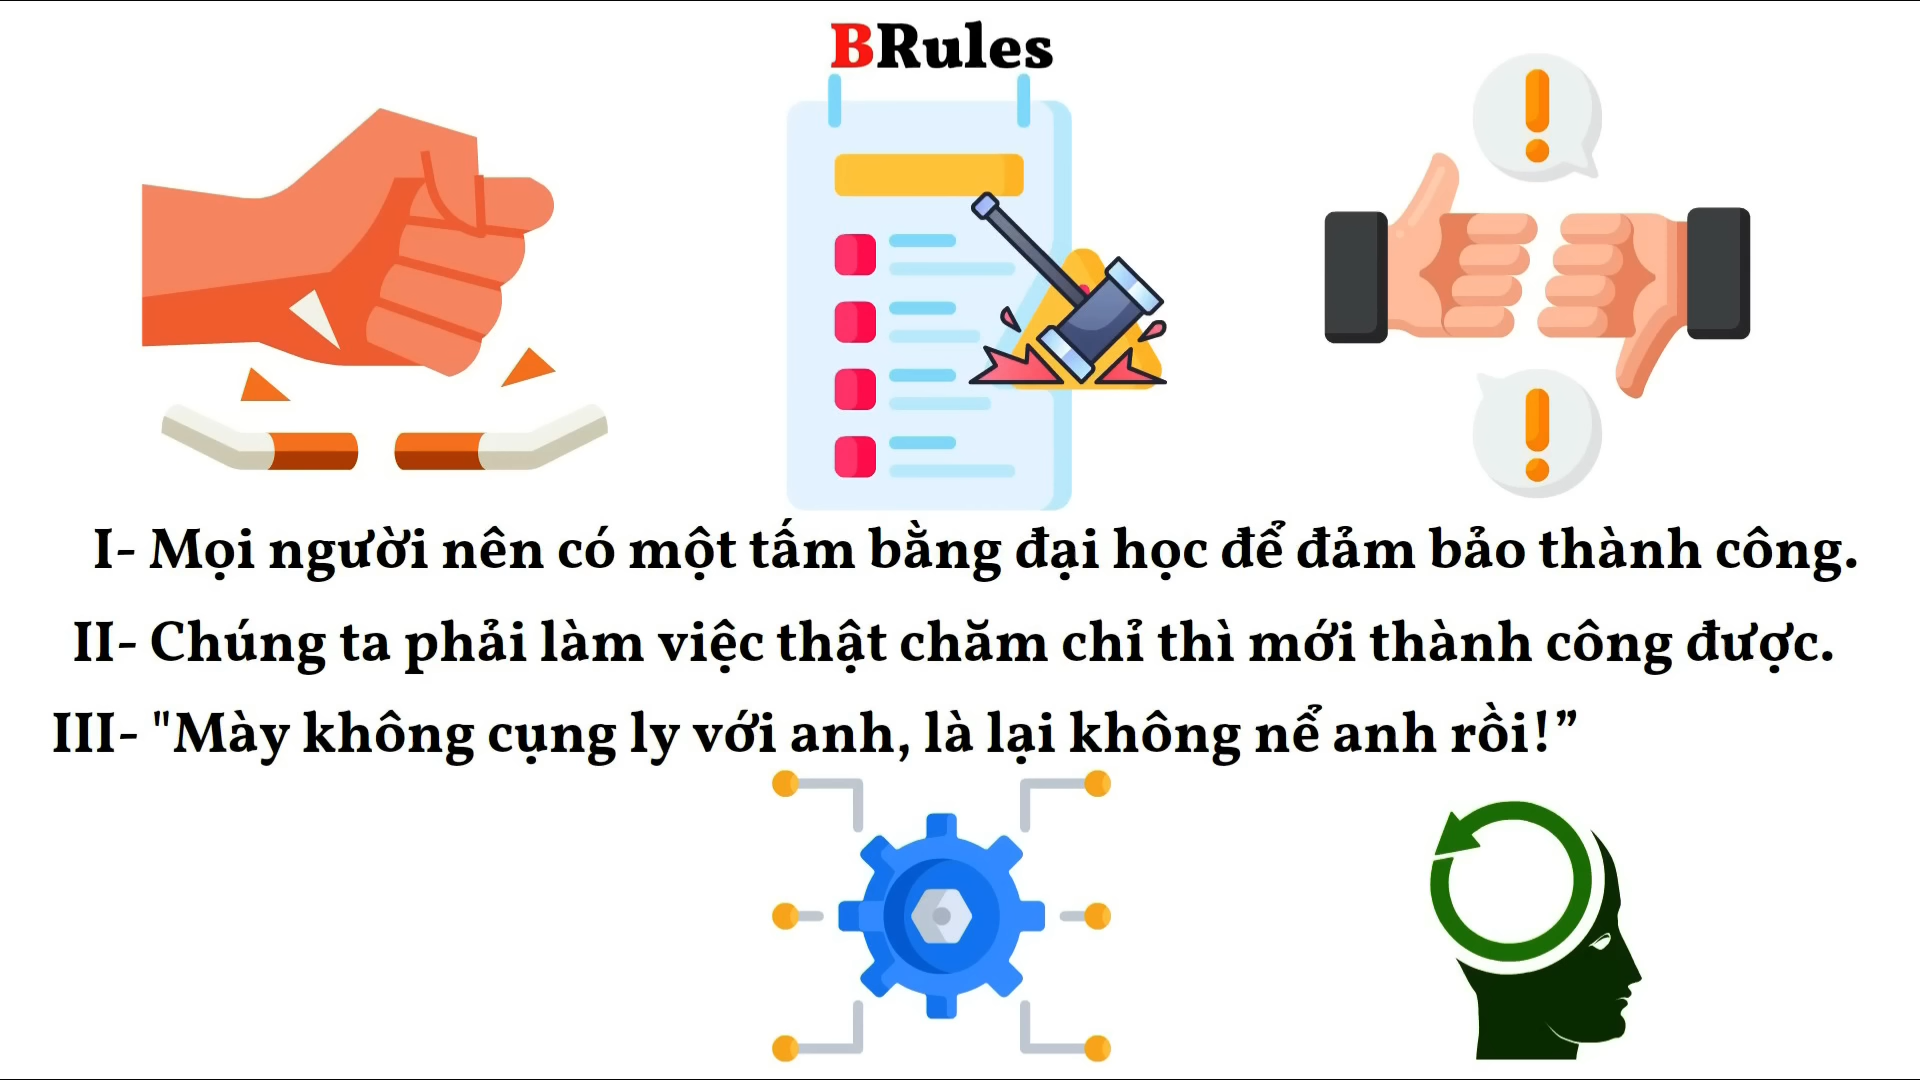 BRules
I- Mọi người nên có một tấm bằng đại học để đảm bảo thành công.
II- Chúng ta phải làm việc thật chăm chỉ thì mới thành công được.
III- "Mày không cụng ly với anh, là lại không nể anh rồi!”